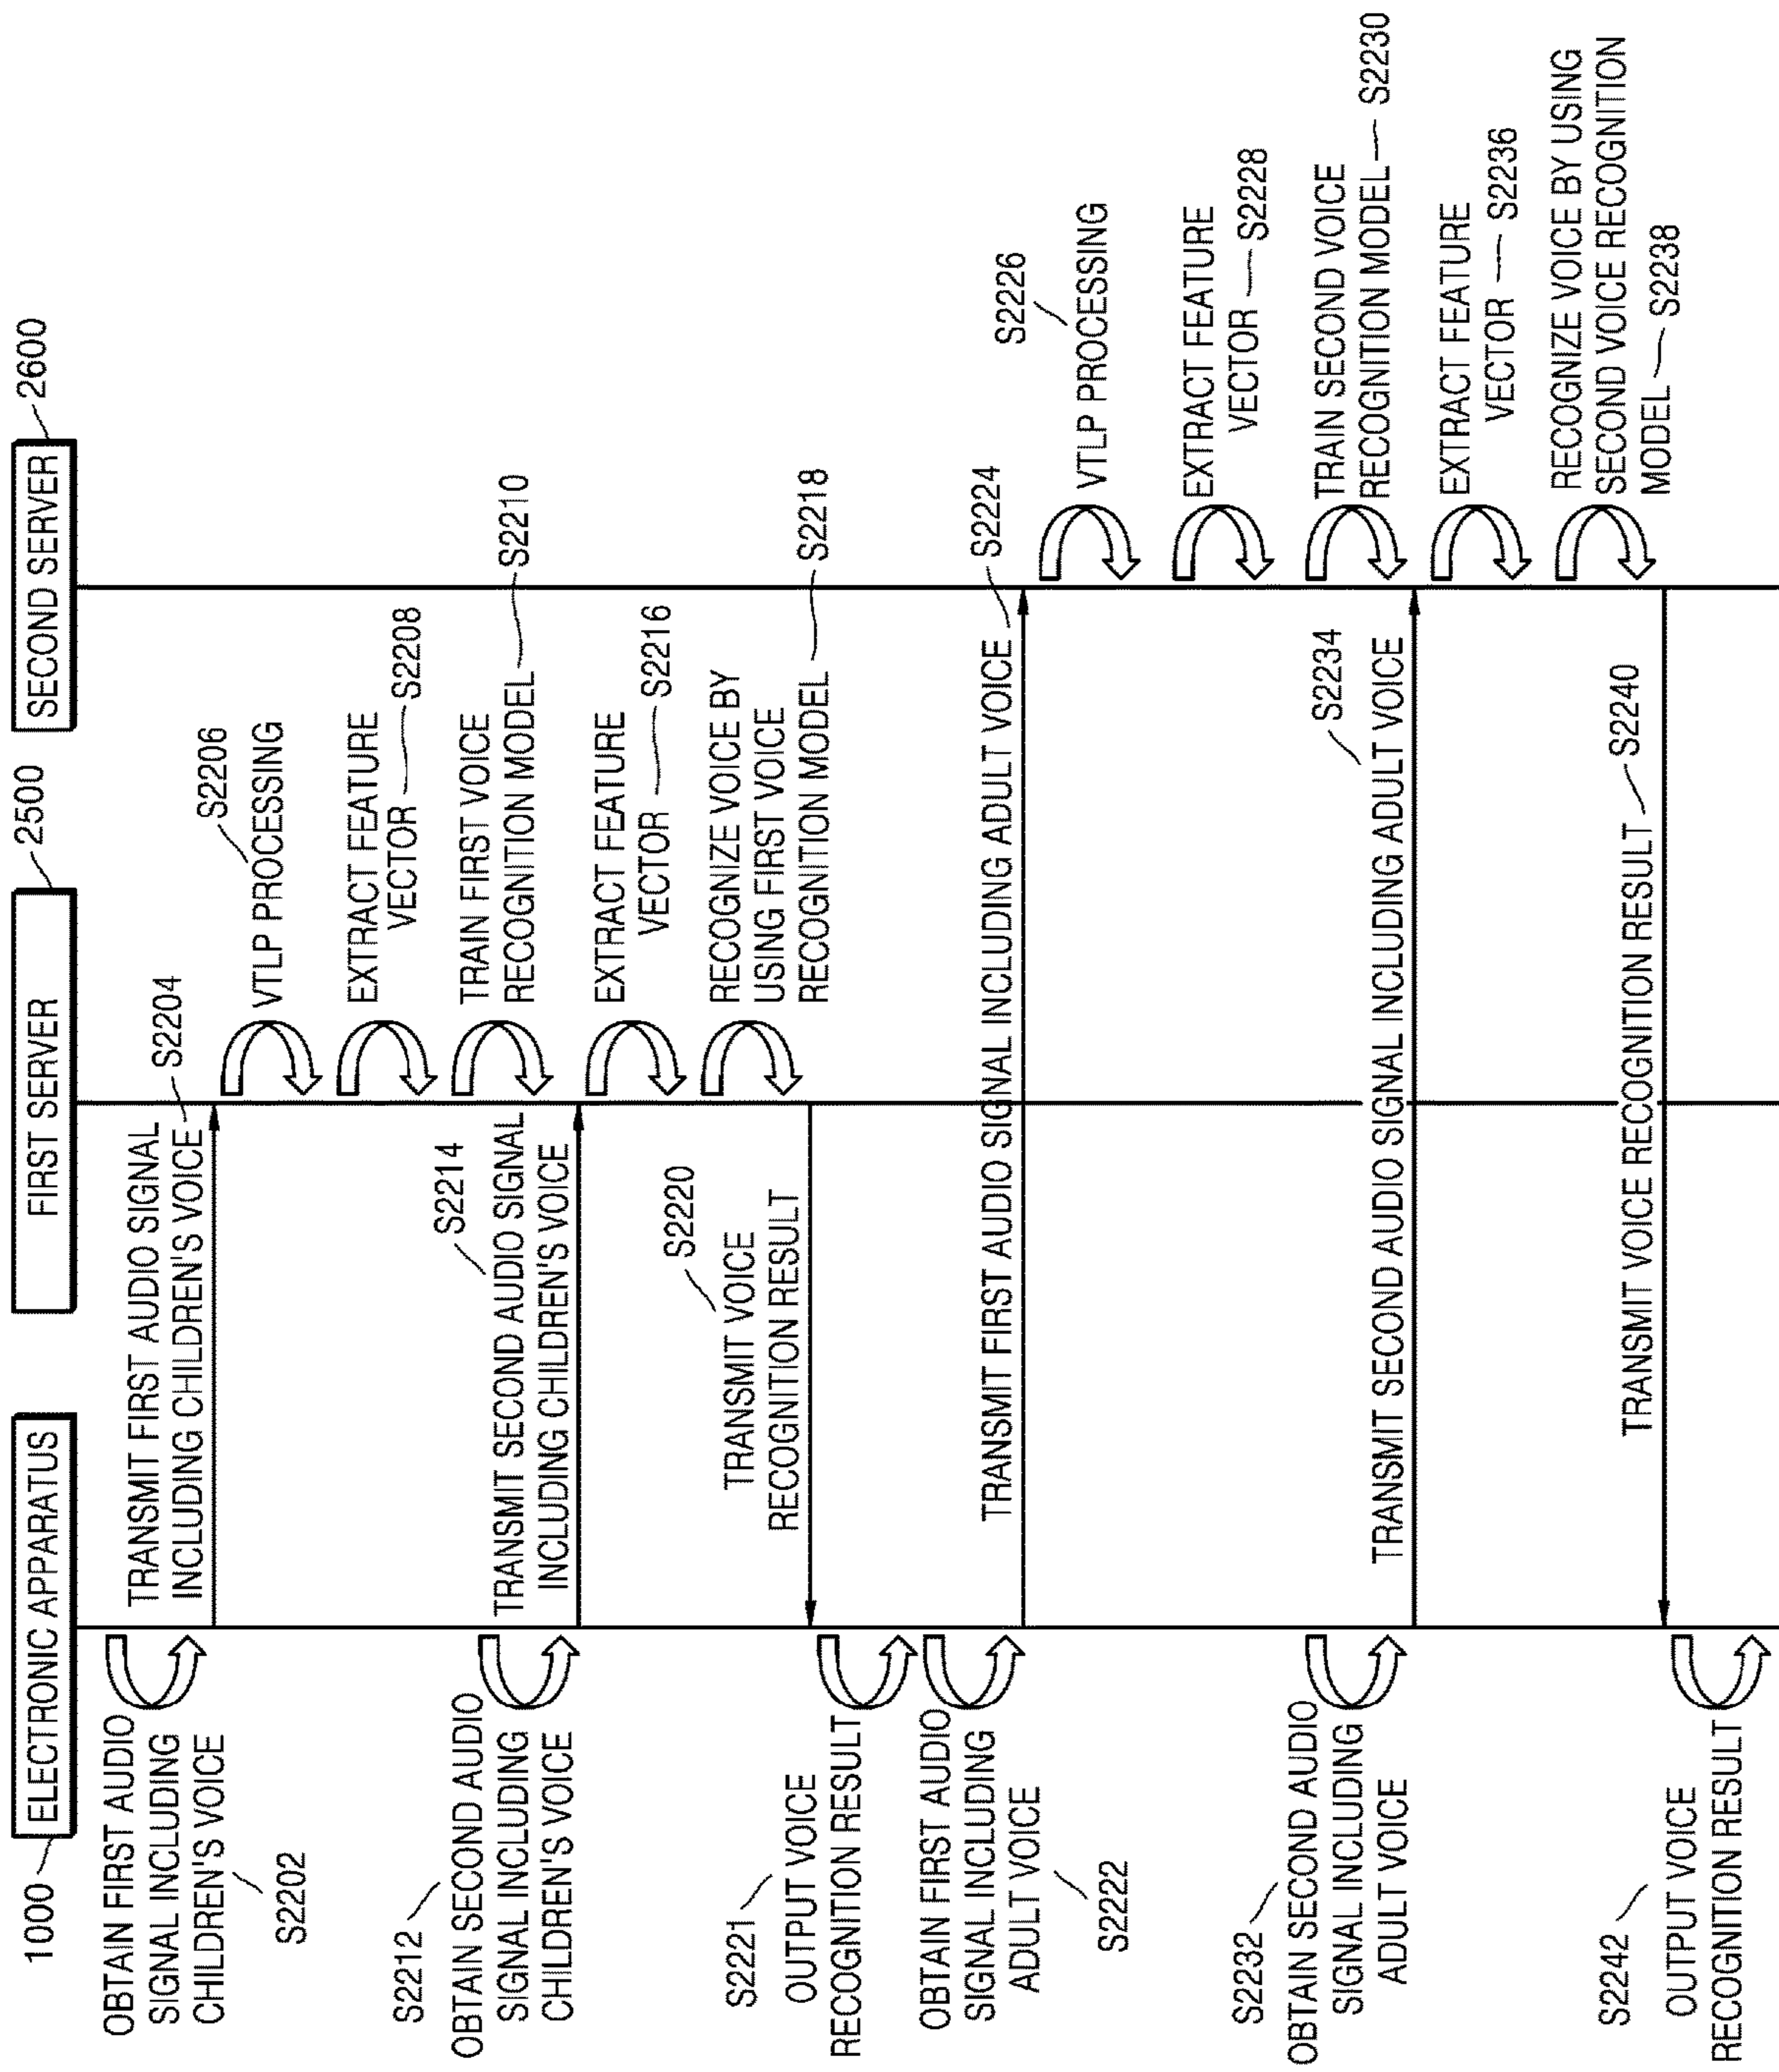 1000
ELECTRONIC APPARATUS
FIRST SERVER
2500
SECOND SERVER
2600
OBTAIN FIRST AUDIO
SIGNAL INCLUDING
CHILDREN'S VOICE
S2202
TRANSMIT FIRST AUDIO SIGNAL
INCLUDING CHILDREN'S VOICE
S2204
S2206
VTLP PROCESSING
EXTRACT FEATURE
VECTOR
S2208
TRAIN FIRST VOICE
RECOGNITION MODEL
S2210
S2212
OBTAIN SECOND AUDIO
SIGNAL INCLUDING
CHILDREN'S VOICE
S2214
TRANSMIT SECOND AUDIO SIGNAL
INCLUDING CHILDREN'S VOICE
EXTRACT FEATURE
VECTOR
S2216
RECOGNIZE VOICE BY
USING FIRST VOICE
RECOGNITION MODEL
S2218
S2220
TRANSMIT VOICE
RECOGNITION RESULT
S2221
OUTPUT VOICE
RECOGNITION RESULT
OBTAIN FIRST AUDIO
SIGNAL INCLUDING
ADULT VOICE
S2222
TRANSMIT FIRST AUDIO SIGNAL INCLUDING ADULT VOICE
S2224
S2226
VTLP PROCESSING
EXTRACT FEATURE
VECTOR
S2228
TRAIN SECOND VOICE
RECOGNITION MODEL
S2230
S2232
OBTAIN SECOND AUDIO
SIGNAL INCLUDING
ADULT VOICE
S2234
TRANSMIT SECOND AUDIO SIGNAL INCLUDING ADULT VOICE
EXTRACT FEATURE
VECTOR
S2236
RECOGNIZE VOICE BY USING
SECOND VOICE RECOGNITION
MODEL
S2238
S2240
TRANSMIT VOICE RECOGNITION RESULT
S2242
OUTPUT VOICE
RECOGNITION RESULT